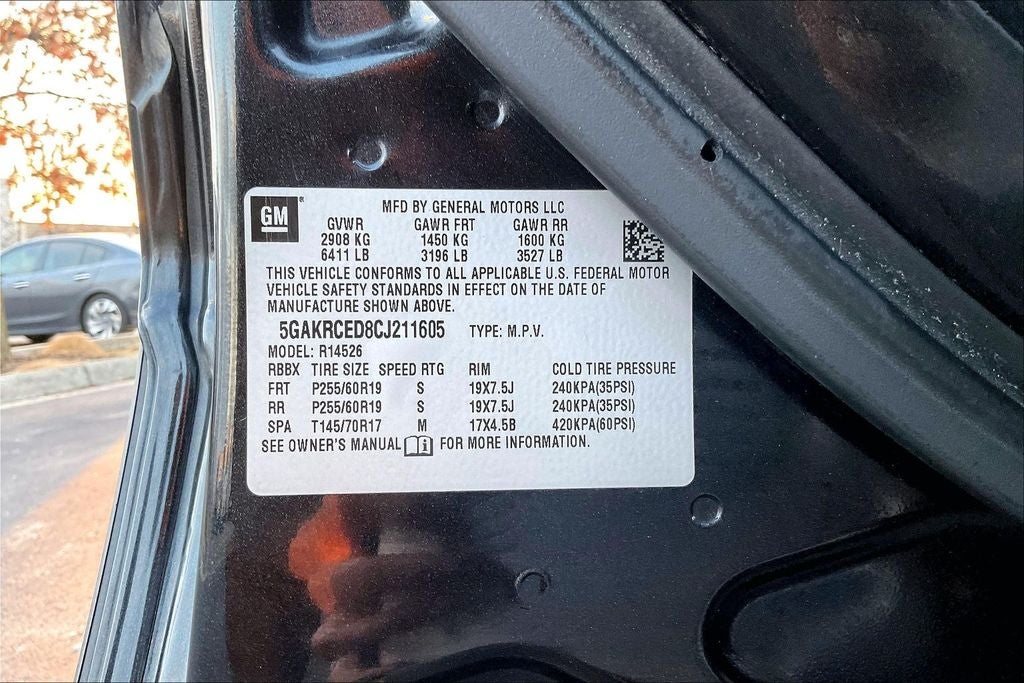 GM
MFD BY GENERAL MOTORS LLC
GVWR GAWR FRT GAWR RR
2908 KG 1450 KG 1600 KG
6411 LB 3196 LB 3527 LB
THIS VEHICLE CONFORMS TO ALL APPLICABLE U.S. FEDERAL MOTOR
VEHICLE SAFETY STANDARDS IN EFFECT ON THE DATE OF
MANUFACTURE SHOWN ABOVE.
5GAKRCED8CJ211605 TYPE: M.P.V.
MODEL: R14526
RBBX TIRE SIZE SPEED RTG RIM COLD TIRE PRESSURE
FRT P255/60R19 S 19X7.5J 240KPA(35PSI)
RR P255/60R19 S 19X7.5J 240KPA(35PSI)
SPA T145/70R17 M 17X4.5B 420KPA(60PSI)
SEE OWNER'S MANUAL FOR MORE INFORMATION.